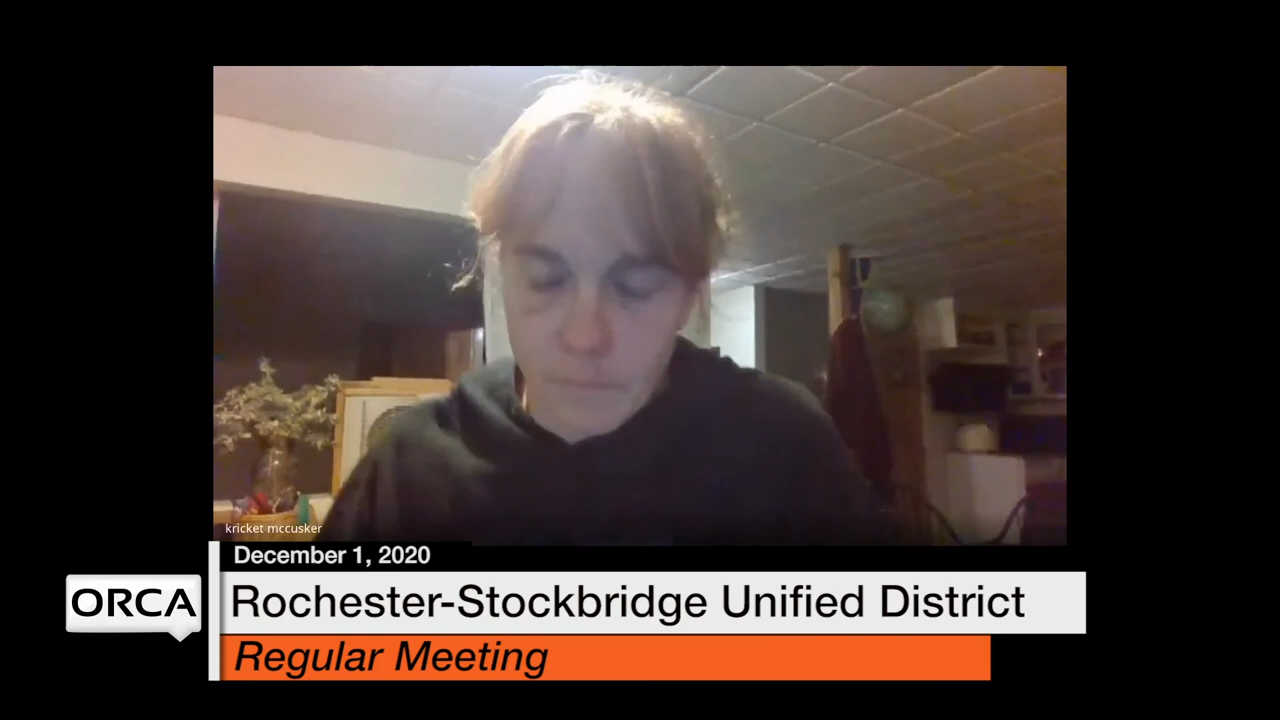 kricket mccusker
December 1, 2020
ORCA
Rochester-Stockbridge Unified District
Regular Meeting